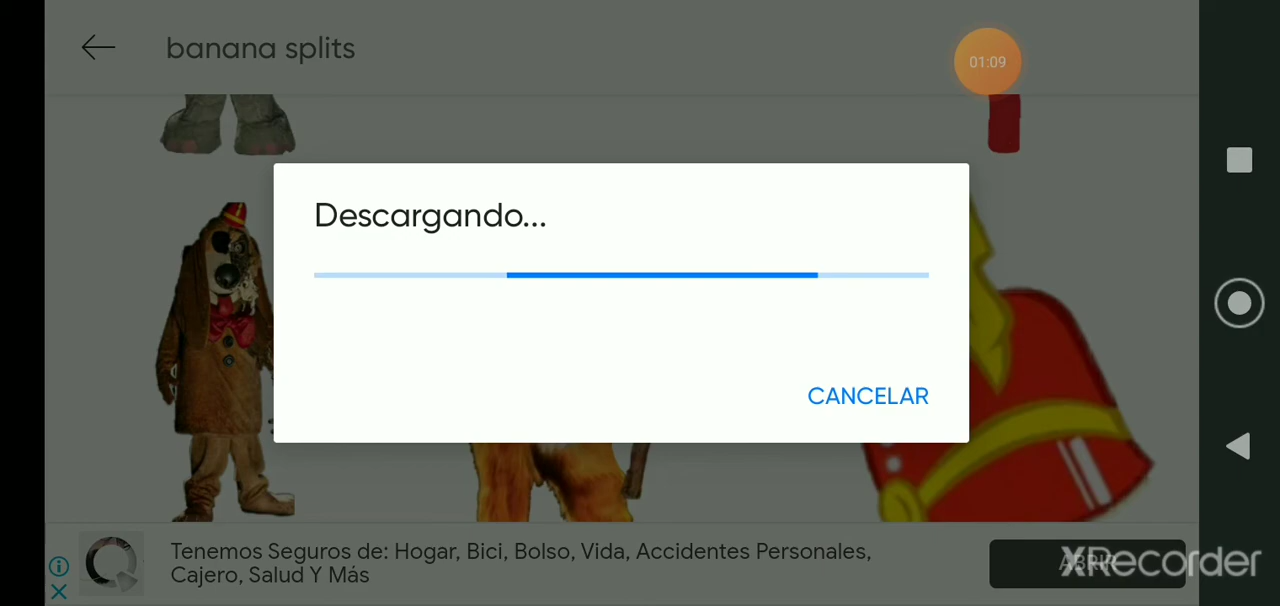 banana splits
01:09
Descargando...
CANCELAR
Tenemos Seguros de: Hogar, Bici, Bolso, Vida, Accidentes Personales,
Cajero, Salud Y Más
ABRIR
XRecorder